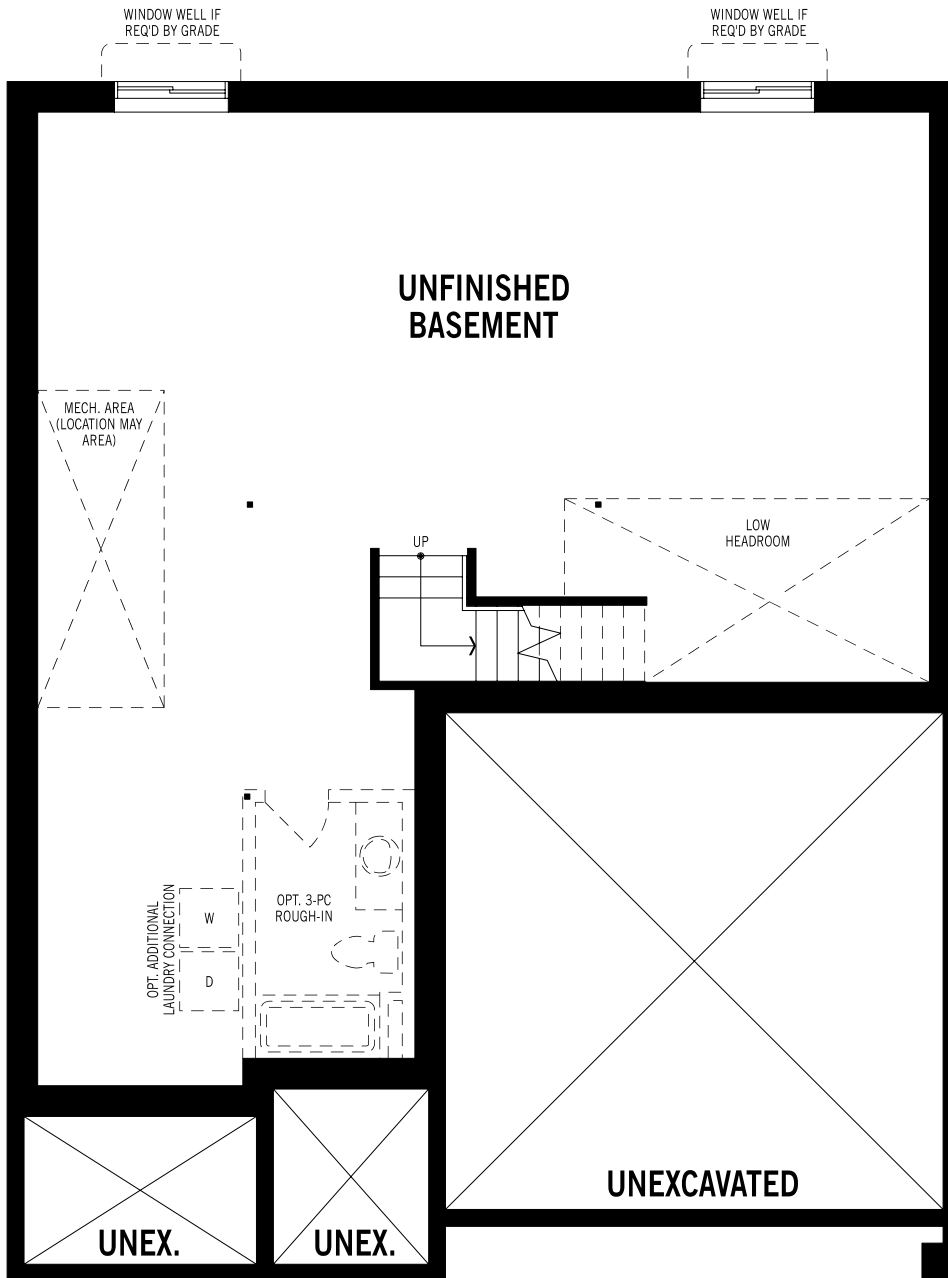 WINDOW WELL IF
REQ'D BY GRADE
WINDOW WELL IF
REQ'D BY GRADE
UNFINISHED
BASEMENT
MECH. AREA
(LOCATION MAY
AREA)
LOW
HEADROOM
UP
OPT. 3-PC
ROUGH-IN
OPT. ADDITIONAL
LAUNDRY CONNECTION
W
D
UNEXCAVATED
UNEX.
UNEX.